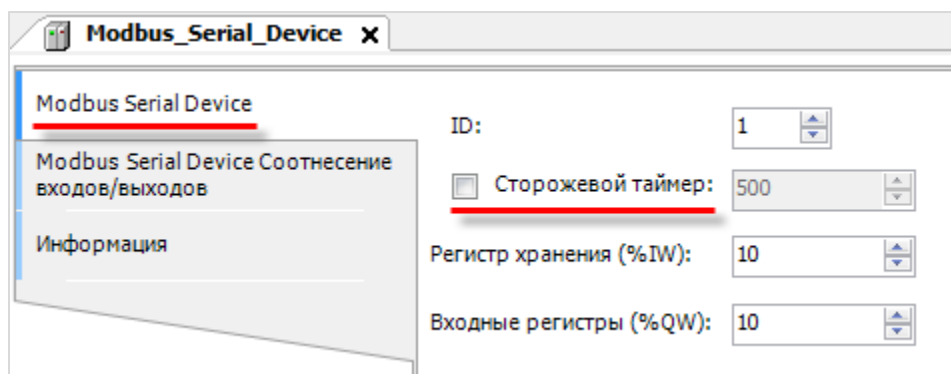 Modbus_Serial_Device
Modbus Serial Device
Modbus Serial Device Соотнесение
входов/выходов
Информация
ID: 1
Сторожевой таймер: 500
Регистр хранения (%IW): 10
Входные регистры (%QW): 10